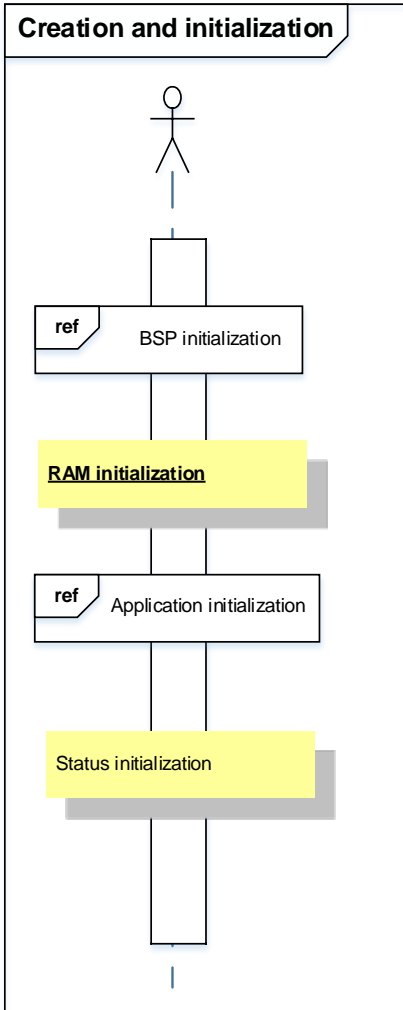 Creation and initialization
ref
BSP initialization
RAM initialization
ref
Application initialization
Status initialization